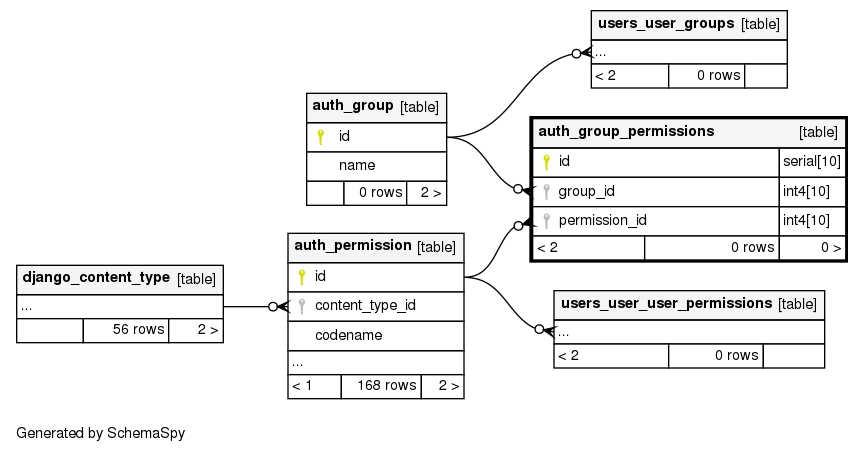 users_user_groups [table]
...
< 2 0 rows
auth_group [table]
id
name
0 rows 2 >
auth_group_permissions [table]
id serial[10]
group_id int4[10]
permission_id int4[10]
< 2 0 rows 0 >
auth_permission [table]
id
content_type_id
codename
...
< 1 168 rows 2 >
django_content_type [table]
...
56 rows 2 >
users_user_user_permissions [table]
...
< 2 0 rows
Generated by SchemaSpy